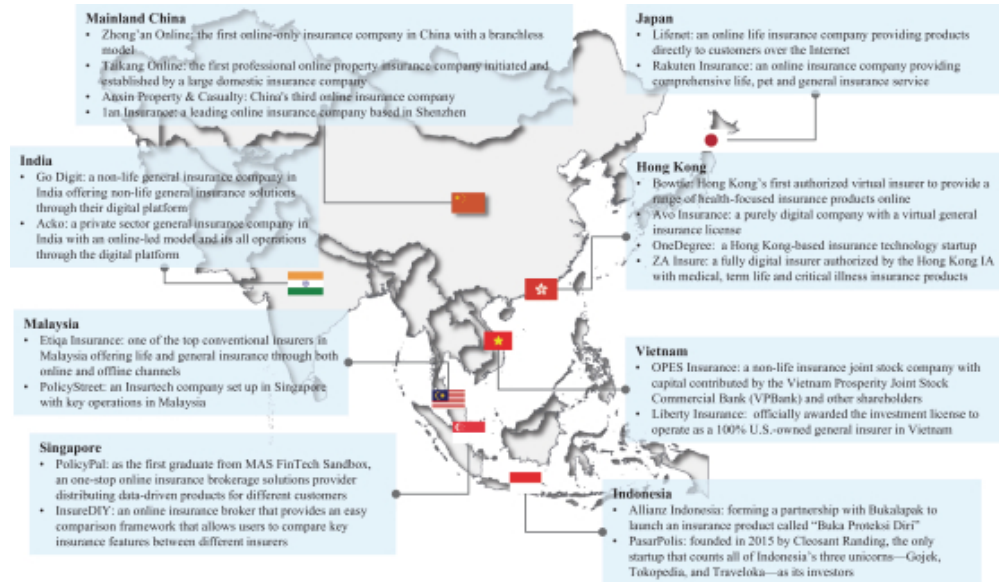 Mainland China
• Zhong'an Online: the first online-only insurance company in China with a branchless
model
• Taikang Online: the first professional online property insurance company initiated and
established by a large domestic insurance company
• Anxin Property & Casualty: China's third online insurance company
• 1an Insurance: a leading online insurance company based in Shenzhen
Japan
• Lifenet: an online life insurance company providing products
directly to customers over the Internet
• Rakuten Insurance: an online insurance company providing
comprehensive life, pet and general insurance service
India
• Go Digit: a non-life general insurance company in
India offering non-life general insurance solutions
through their digital platform
• Acko: a private sector general insurance company in
India with an online-led model and its all operations
through the digital platform
Hong Kong
• Bowtie: Hong Kong's first authorized virtual insurer to provide a
range of health-focused insurance products online
• Avo Insurance: a purely digital company with a virtual general
insurance license
• OneDegree: a Hong Kong-based insurance technology startup
• ZA Insure: a fully digital insurer authorized by the Hong Kong IA
with medical, term life and critical illness insurance products
Malaysia
• Etiqa Insurance: one of the top conventional insurers in
Malaysia offering life and general insurance through both
online and offline channels
• PolicyStreet: an Insurtech company set up in Singapore
with key operations in Malaysia
Vietnam
• OPES Insurance: a non-life insurance joint stock company with
capital contributed by the Vietnam Prosperity Joint Stock
Commercial Bank (VPBank) and other shareholders
• Liberty Insurance: officially awarded the investment license to
operate as a 100% U.S.-owned general insurer in Vietnam
Singapore
• PolicyPal: as the first graduate from MAS FinTech Sandbox,
an one-stop online insurance brokerage solutions provider
distributing data-driven products for different customers
• InsureDIY: an online insurance broker that provides an easy
comparison framework that allows users to compare key
insurance features between different insurers
Indonesia
• Allianz Indonesia: forming a partnership with Bukalapak to
launch an insurance product called "Buka Proteksi Diri"
• PasarPolis: founded in 2015 by Cleosant Randing, the only
startup that counts all of Indonesia's three unicorns—Gojek,
Tokopedia, and Traveloka—as its investors